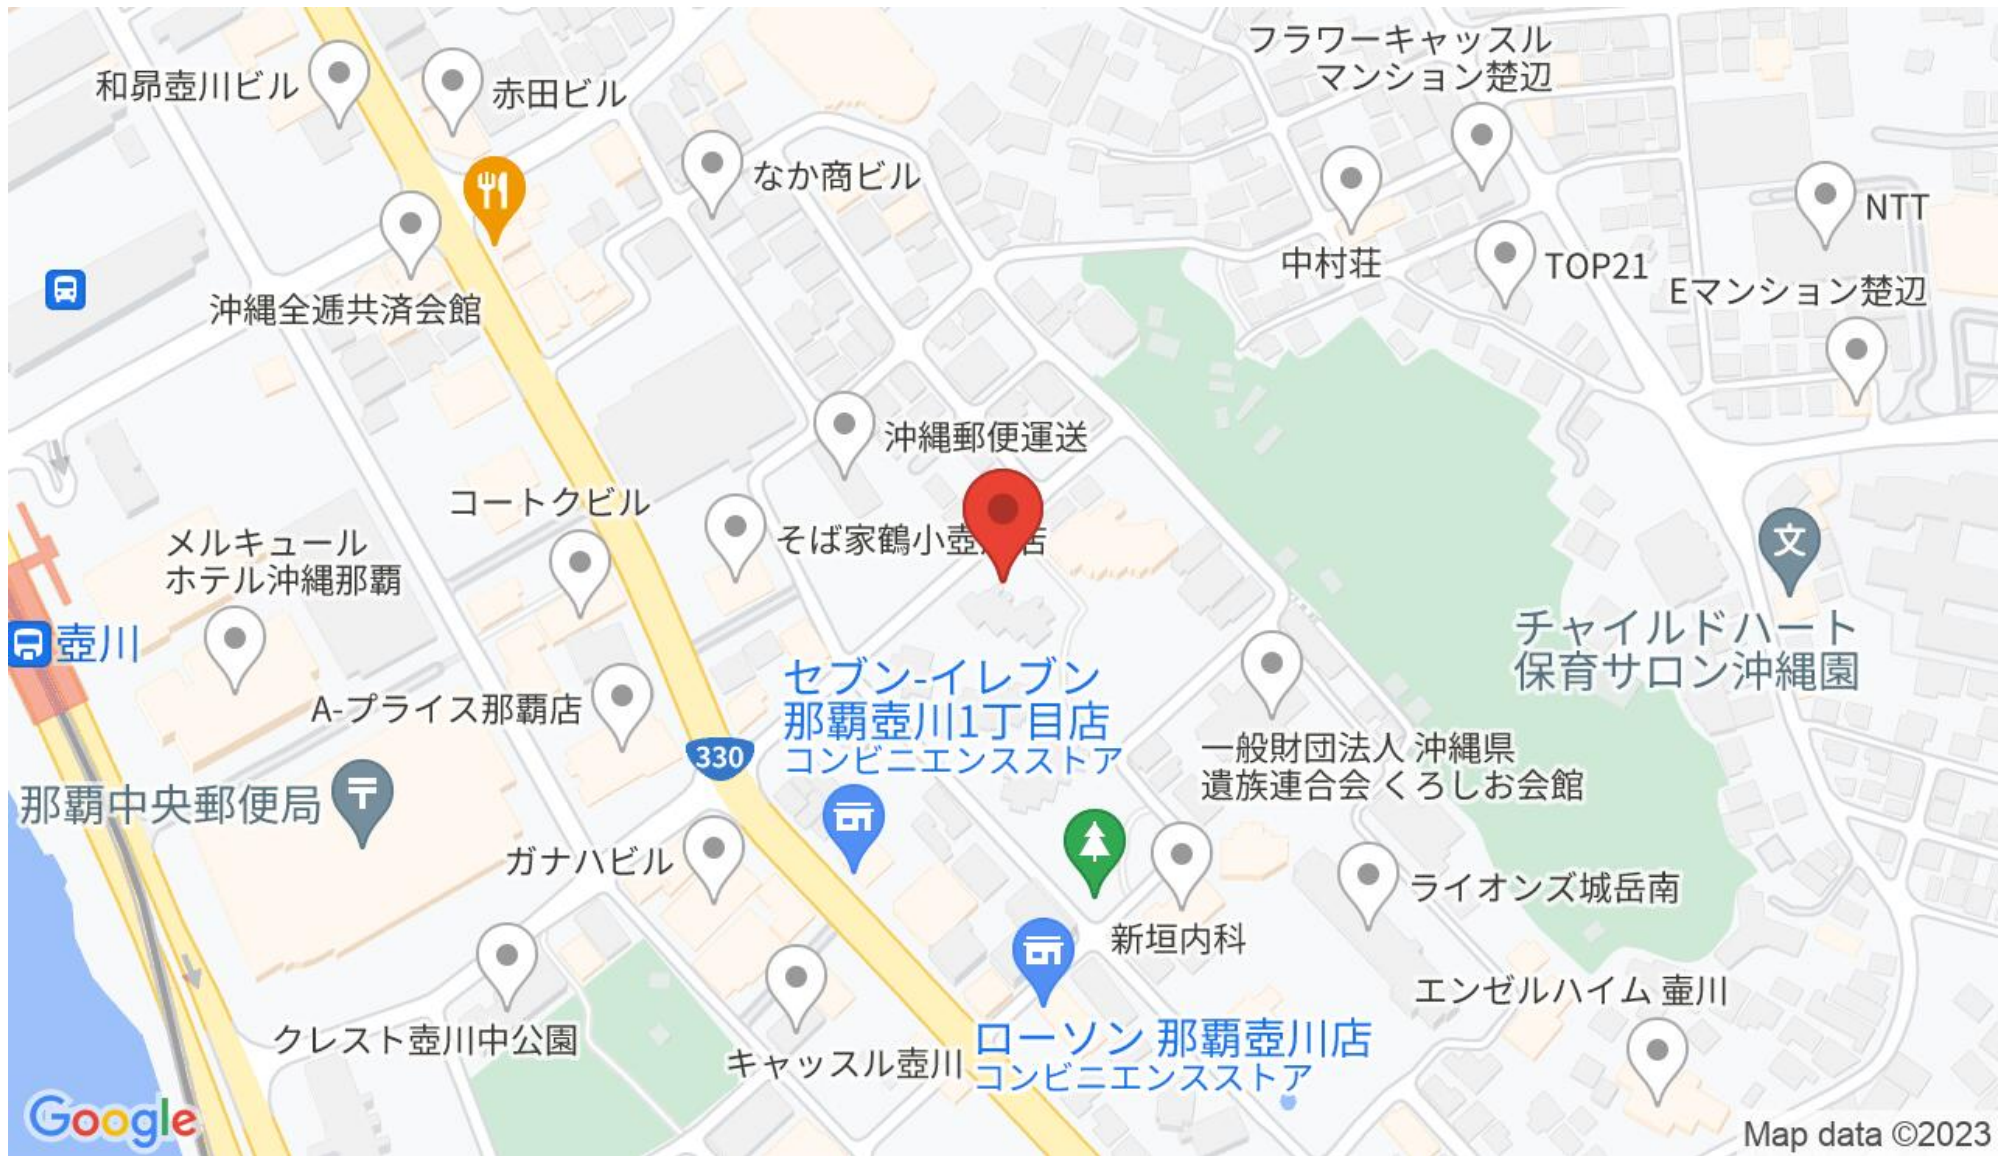 フラワーキャッスル
マンション楚辺
和昴壺川ビル
赤田ビル
なか商ビル
NTT
中村荘
TOP21
Eマンション楚辺
沖縄全逓共済会館
沖縄郵便運送
コートクビル
そば家鶴小壺
店
メルキュール
ホテル沖縄那覇
文
チャイルドハート
保育サロン沖縄園
壺川
セブン-イレブン
那覇壺川1丁目店
コンビニエンスストア
A-プライス那覇店
330
一般財団法人 沖縄県
遺族連合会 くろしお会館
那覇中央郵便局
〒
ガナハビル
ライオンズ城岳南
新垣内科
エンゼルハイム 壷川
クレスト壺川中公園
キャッスル壺川
ローソン 那覇壺川店
コンビニエンスストア
Google
Map data ©2023